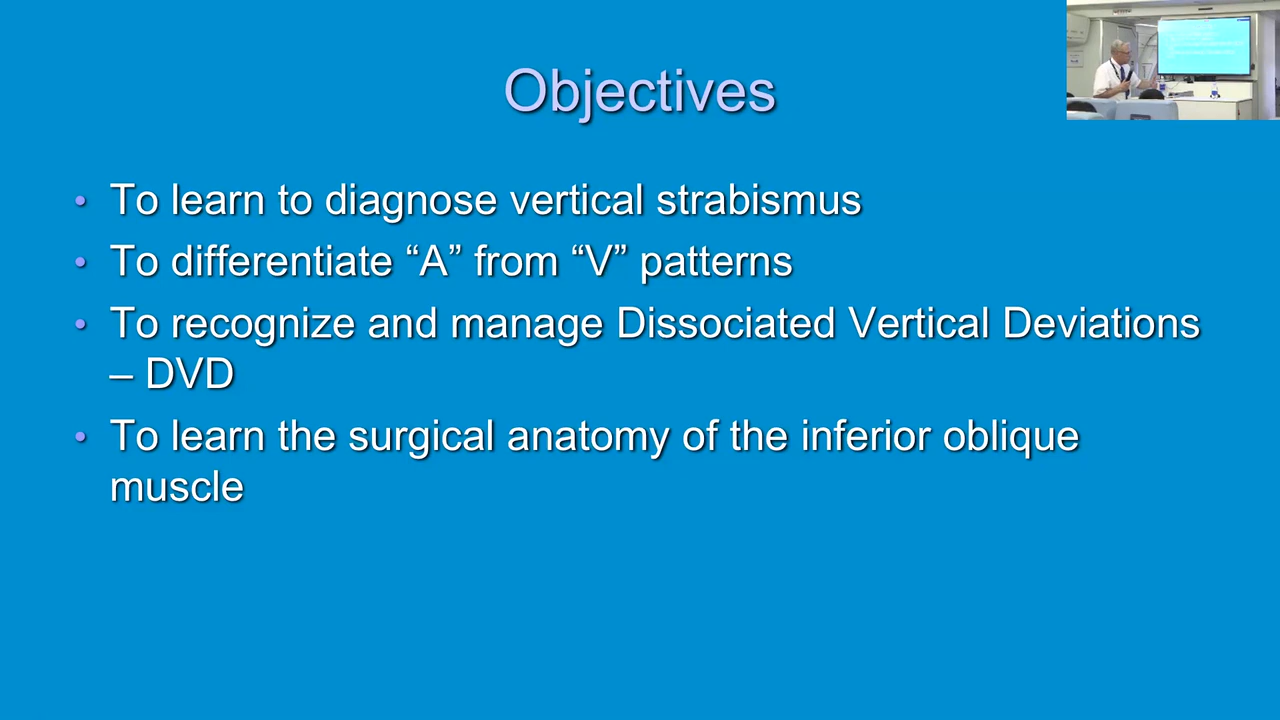 Objectives
• To learn to diagnose vertical strabismus
• To differentiate “A” from “V” patterns
• To recognize and manage Dissociated Vertical Deviations
– DVD
• To learn the surgical anatomy of the inferior oblique
muscle